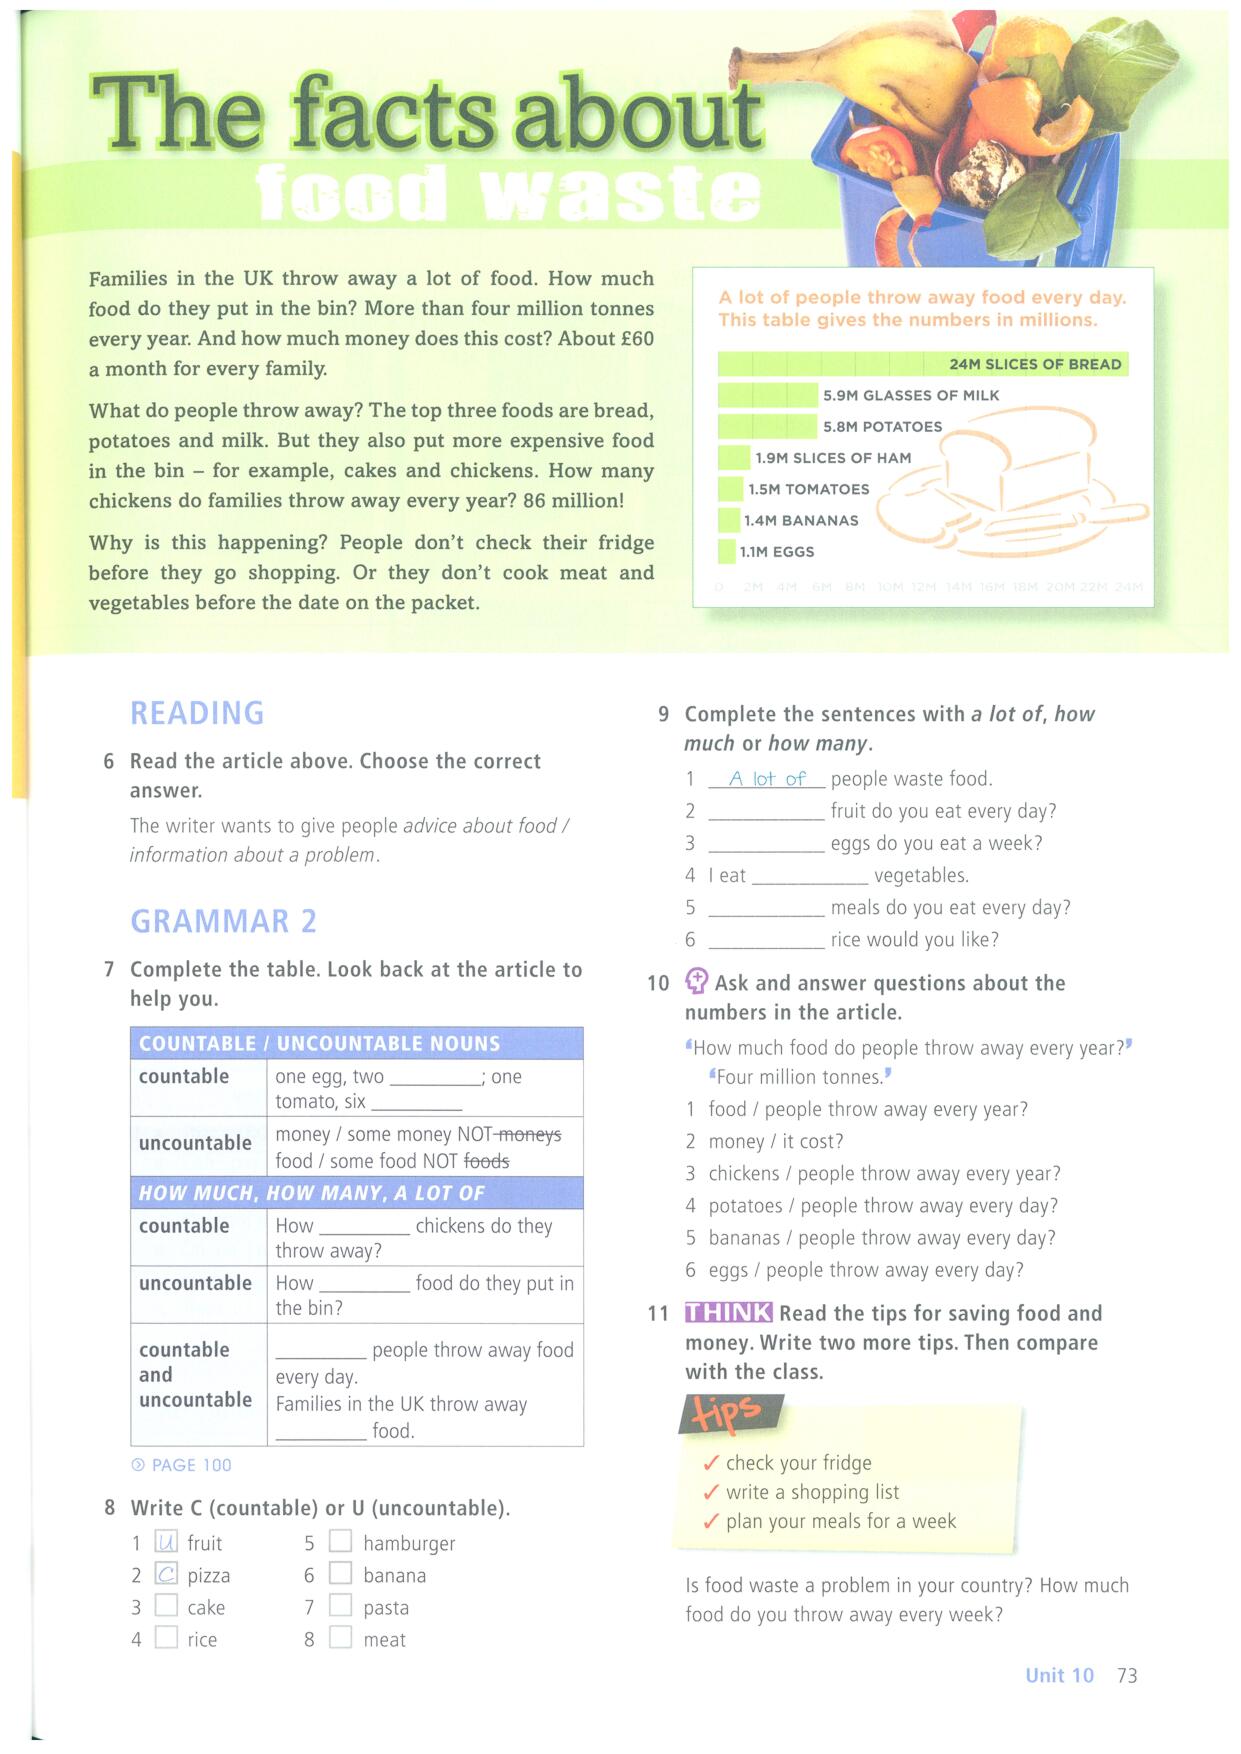 The facts about
food waste
Families in the UK throw away a lot of food. How much
food do they put in the bin? More than four million tonnes
every year. And how much money does this cost? About £60
a month for every family.
What do people throw away? The top three foods are bread,
potatoes and milk. But they also put more expensive food
in the bin – for example, cakes and chickens. How many
chickens do families throw away every year? 86 million!
Why is this happening? People don't check their fridge
before they go shopping. Or they don't cook meat and
vegetables before the date on the packet.
A lot of people throw away food every day.
This table gives the numbers in millions.
24M SLICES OF BREAD
5.9M GLASSES OF MILK
5.8M POTATOES
1.9M SLICES OF HAM
1.5M TOMATOES
1.4M BANANAS
1.1M EGGS
0 2M 4M 6M 8M 10M 12M 14M 16M 18M 20M 22M 24M
READING
6 Read the article above. Choose the correct
answer.
The writer wants to give people advice about food /
information about a problem.
GRAMMAR 2
7 Complete the table. Look back at the article to
help you.
COUNTABLE / UNCOUNTABLE NOUNS
countable one egg, two _________; one
tomato, six _________
uncountable money / some money NOT moneys
food / some food NOT foods
HOW MUCH, HOW MANY, A LOT OF
countable How _________ chickens do they
throw away?
uncountable How _________ food do they put in
the bin?
countable
and
uncountable
_________ people throw away food
every day.
Families in the UK throw away
_________ food.
PAGE 100
8 Write C (countable) or U (uncountable).
1 U fruit
2 C pizza
3 cake
4 rice
5 hamburger
6 banana
7 pasta
8 meat
9 Complete the sentences with a lot of, how
much or how many.
1 A lot of people waste food.
2 ___________ fruit do you eat every day?
3 ___________ eggs do you eat a week?
4 I eat ___________ vegetables.
5 ___________ meals do you eat every day?
6 ___________ rice would you like?
10 Ask and answer questions about the
numbers in the article.
'How much food do people throw away every year?'
'Four million tonnes.'
1 food / people throw away every year?
2 money / it cost?
3 chickens / people throw away every year?
4 potatoes / people throw away every day?
5 bananas / people throw away every day?
6 eggs / people throw away every day?
11 THINK Read the tips for saving food and
money. Write two more tips. Then compare
with the class.
tips
✓ check your fridge
✓ write a shopping list
✓ plan your meals for a week
Is food waste a problem in your country? How much
food do you throw away every week?
Unit 10 73